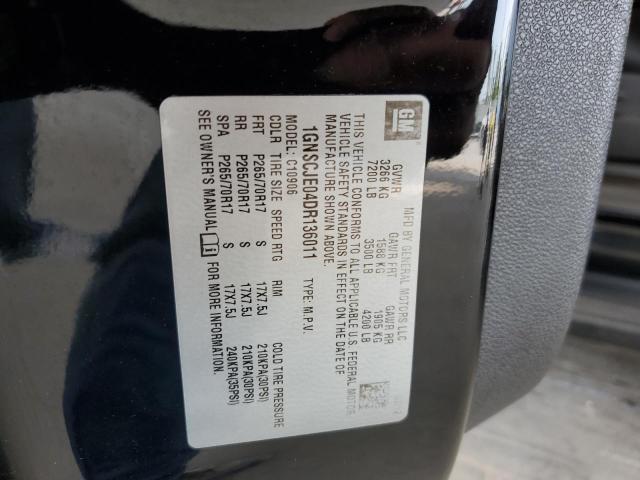 GM
MFD BY GENERAL MOTORS LLC
GVWR GAWR FRT GAWR RR
3266 KG 1588 KG 1905 KG
7200 LB 3500 LB 4200 LB
THIS VEHICLE CONFORMS TO ALL APPLICABLE U.S. FEDERAL MOTOR
VEHICLE SAFETY STANDARDS IN EFFECT ON THE DATE OF
MANUFACTURE SHOWN ABOVE.
1GNSCJE04DR136011 TYPE: M.P.V.
MODEL: C10906
CDLR TIRE SIZE SPEED RTG RIM COLD TIRE PRESSURE
FRT P265/70R17 S 17X7.5J 210KPA(30PSI)
RR P265/70R17 S 17X7.5J 210KPA(30PSI)
SPA P265/70R17 S 17X7.5J 240KPA(35PSI)
SEE OWNER'S MANUAL FOR MORE INFORMATION.